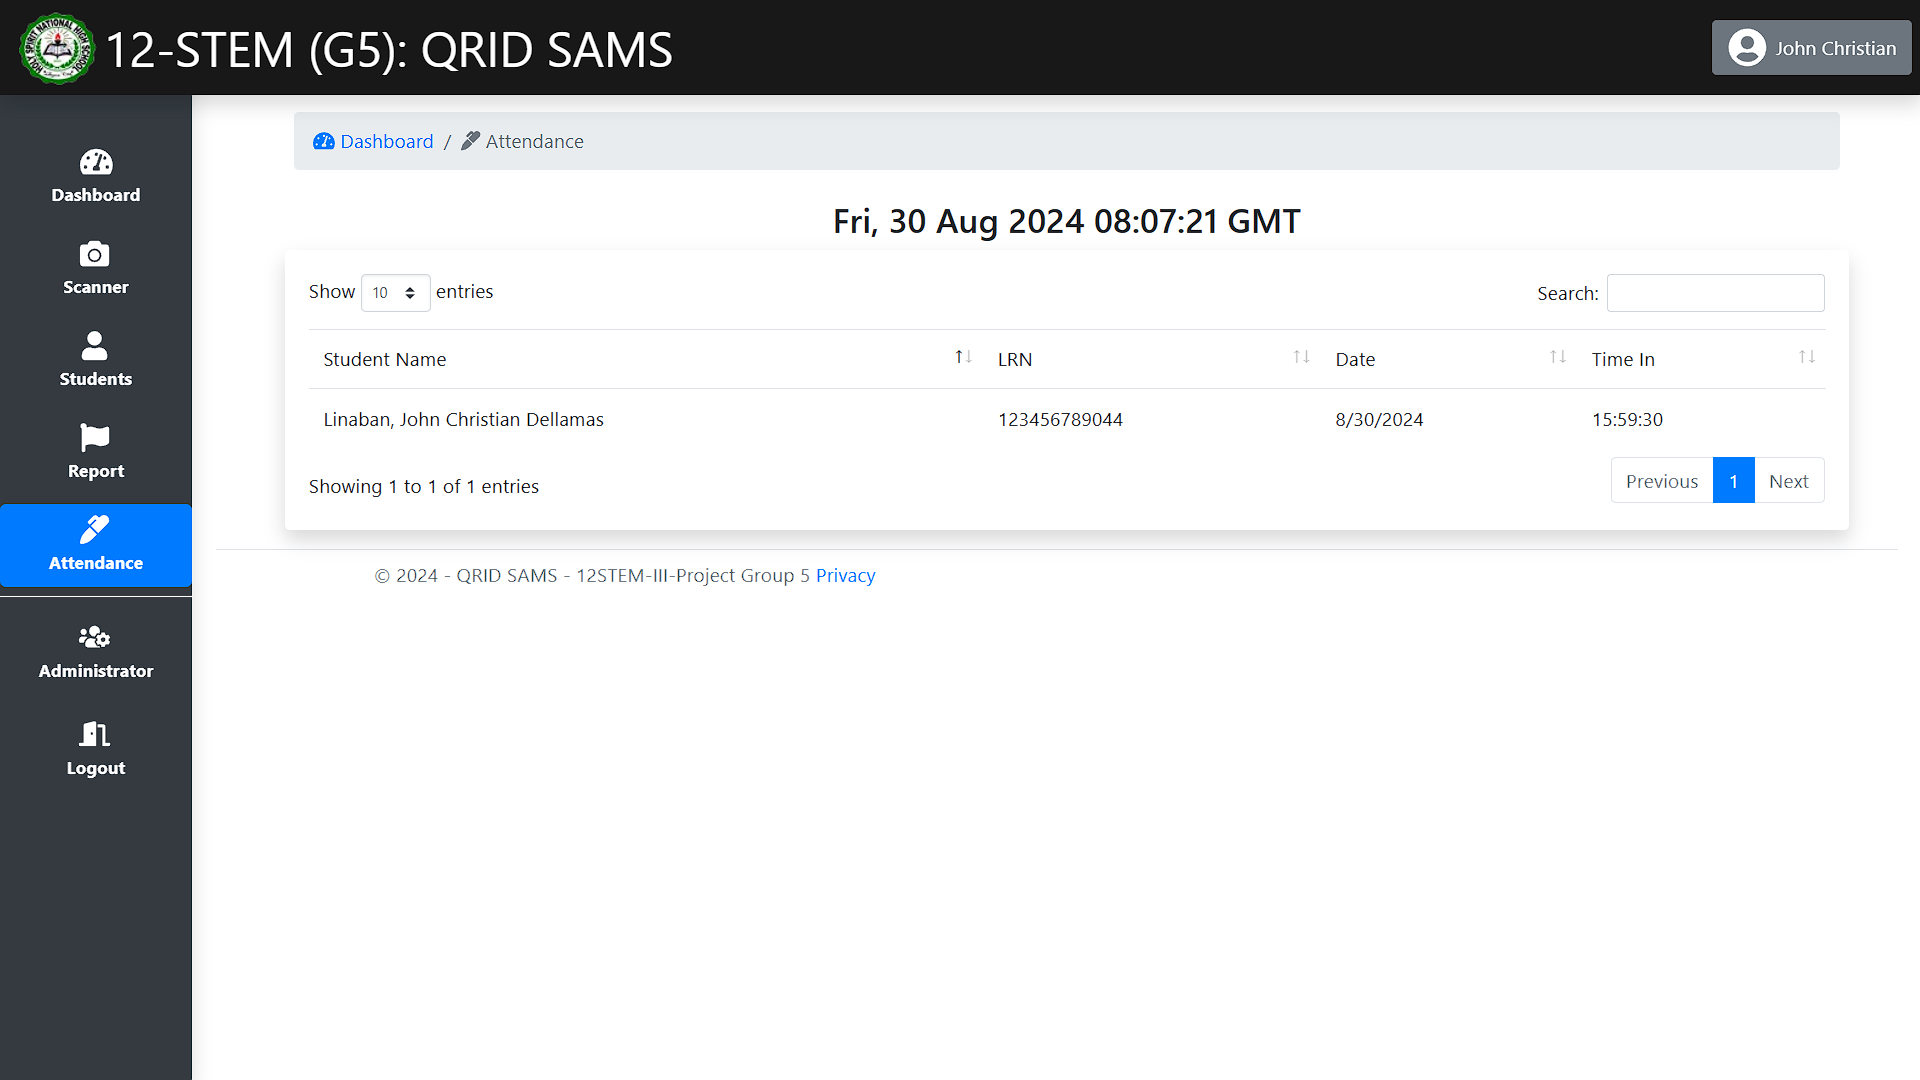 12-STEM (G5): QRID SAMS
John Christian
Dashboard
Scanner
Students
Report
Attendance
Administrator
Logout
Dashboard / Attendance
Fri, 30 Aug 2024 08:07:21 GMT
Show 10 entries
Search:
Student Name LRN Date Time In
Linaban, John Christian Dellamas 123456789044 8/30/2024 15:59:30
Showing 1 to 1 of 1 entries
Previous 1 Next
© 2024 - QRID SAMS - 12STEM-III-Project Group 5 Privacy